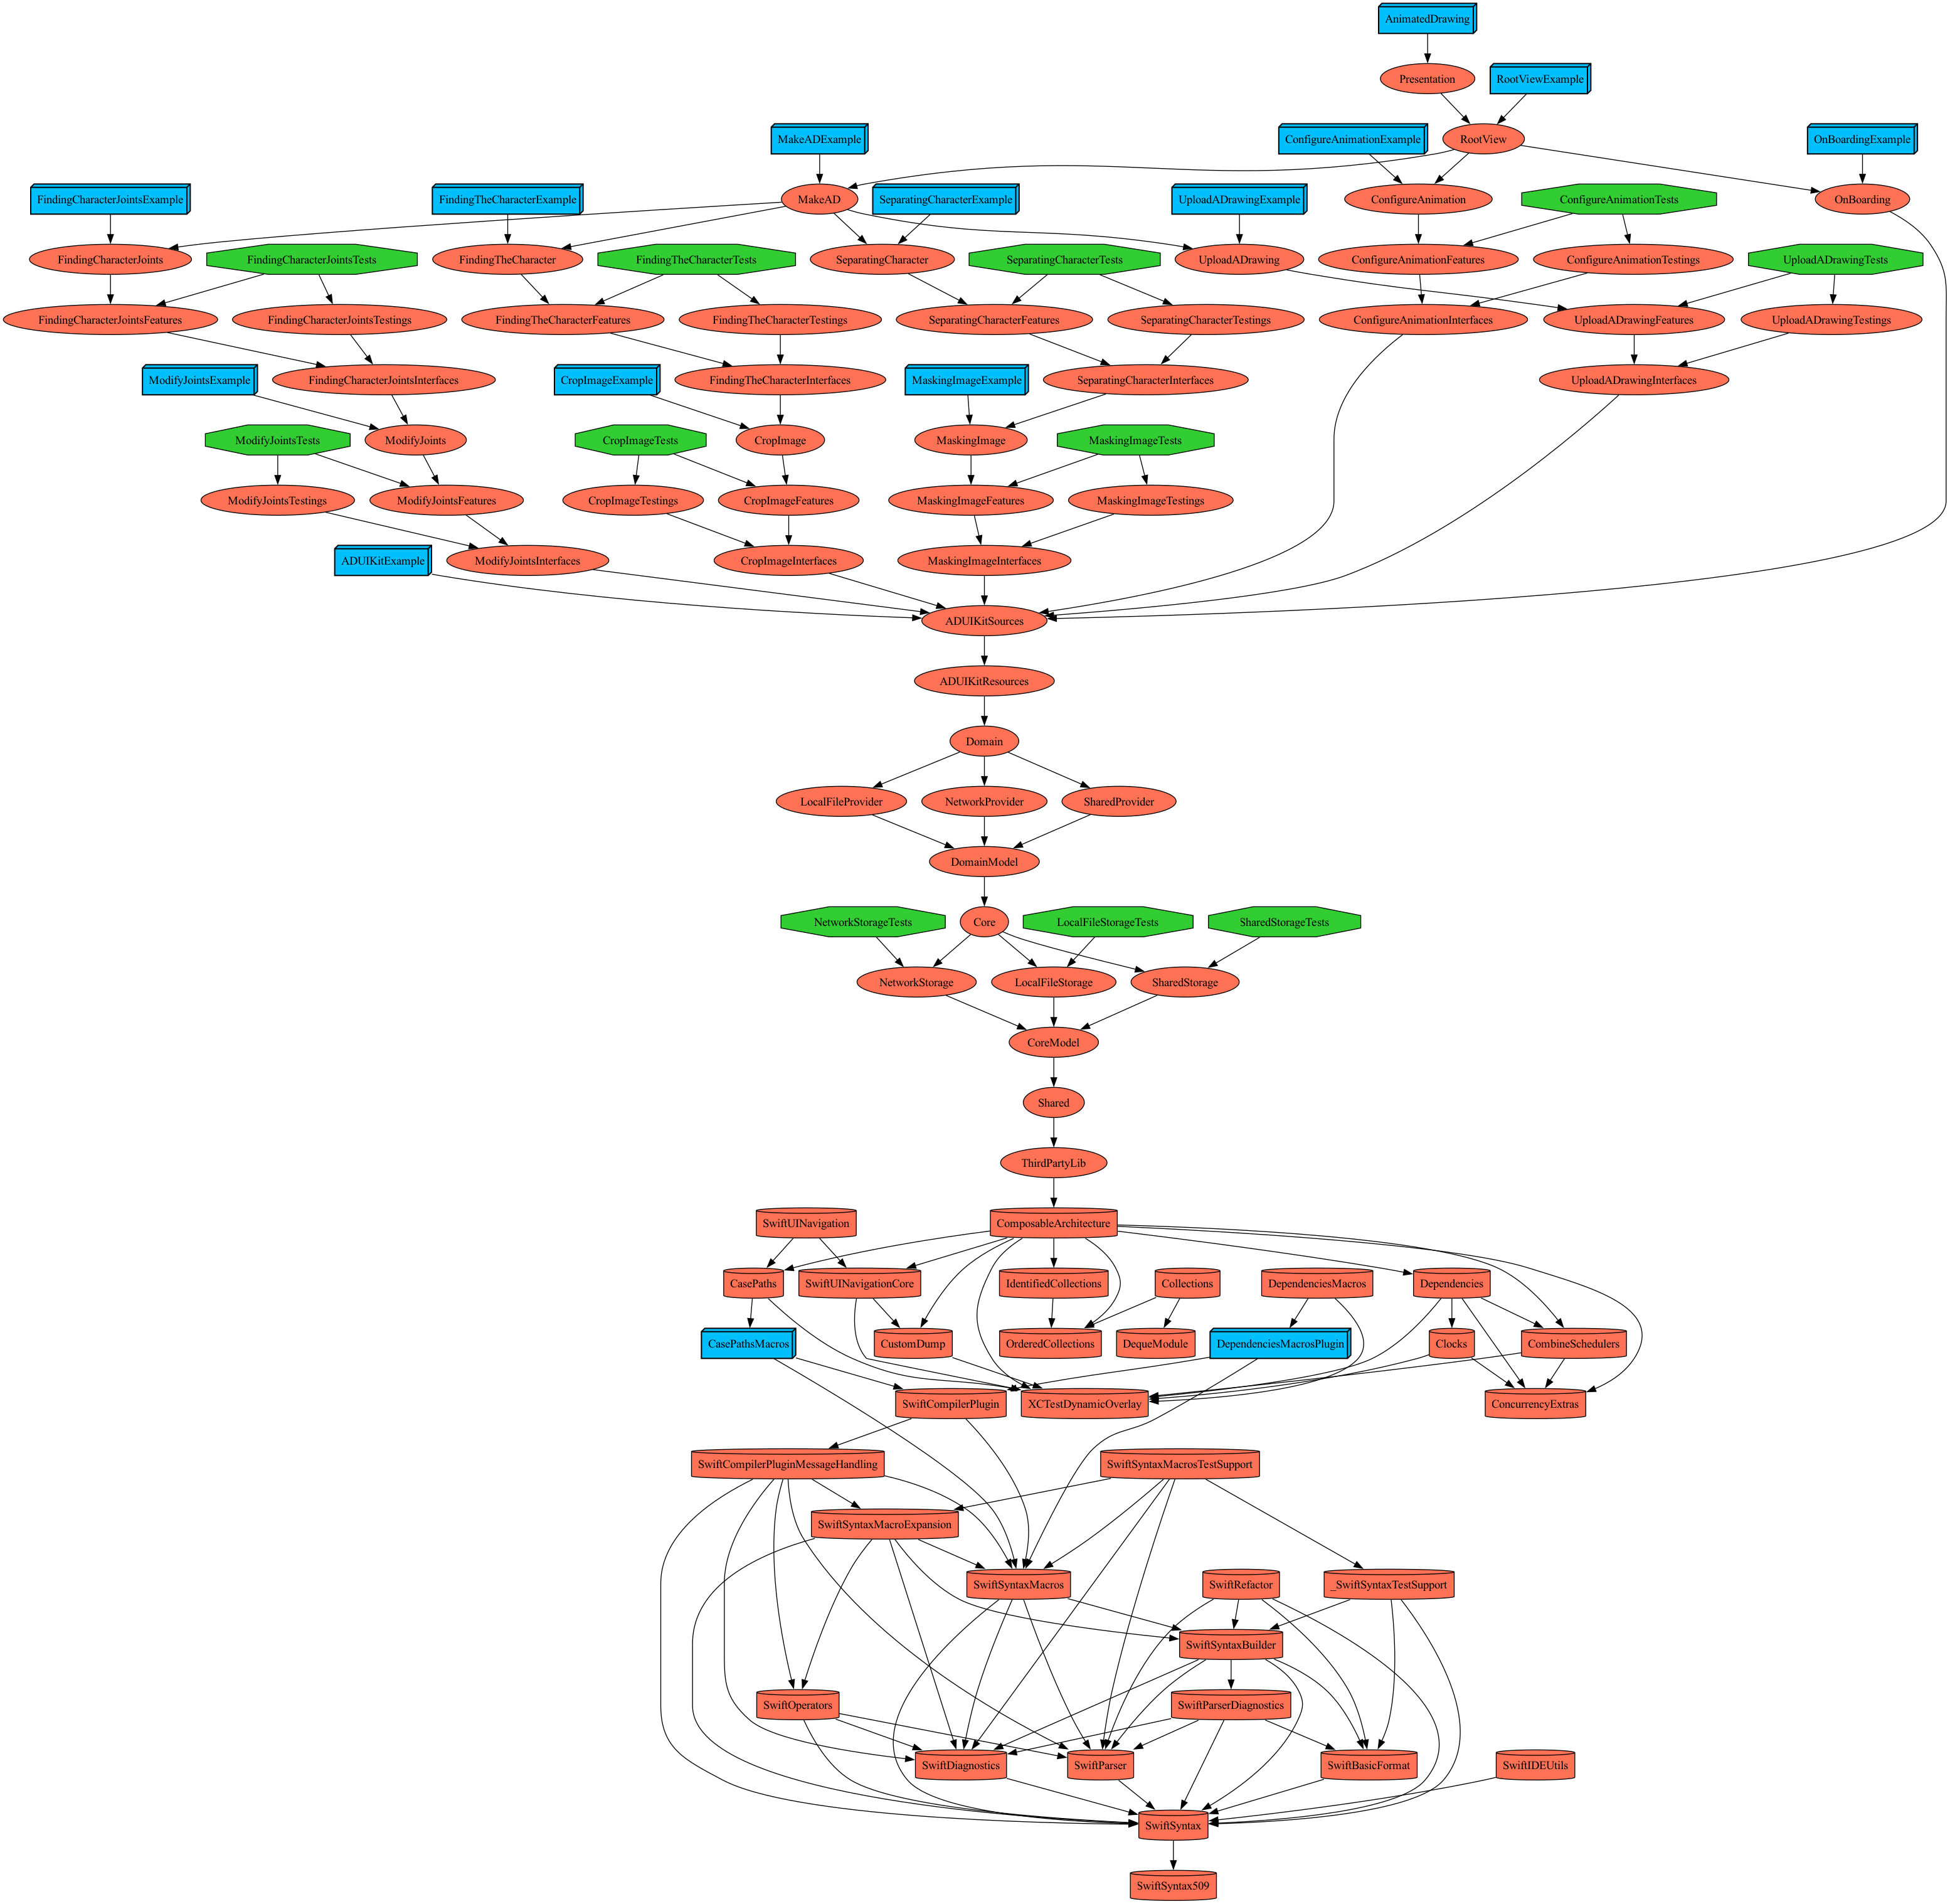 AnimatedDrawing
Presentation
RootViewExample
MakeADExample
ConfigureAnimationExample
RootView
OnBoardingExample
FindingCharacterJointsExample
FindingTheCharacterExample
MakeAD
SeparatingCharacterExample
UploadADrawingExample
ConfigureAnimation
ConfigureAnimationTests
OnBoarding
FindingCharacterJoints
FindingCharacterJointsTests
FindingTheCharacter
FindingTheCharacterTests
SeparatingCharacter
SeparatingCharacterTests
UploadADrawing
ConfigureAnimationFeatures
ConfigureAnimationTestings
UploadADrawingTests
FindingCharacterJointsFeatures
FindingCharacterJointsTestings
FindingTheCharacterFeatures
FindingTheCharacterTestings
SeparatingCharacterFeatures
SeparatingCharacterTestings
ConfigureAnimationInterfaces
UploadADrawingFeatures
UploadADrawingTestings
ModifyJointsExample
FindingCharacterJointsInterfaces
CropImageExample
FindingTheCharacterInterfaces
MaskingImageExample
SeparatingCharacterInterfaces
UploadADrawingInterfaces
ModifyJointsTests
ModifyJoints
CropImageTests
CropImage
MaskingImage
MaskingImageTests
ModifyJointsTestings
ModifyJointsFeatures
CropImageTestings
CropImageFeatures
MaskingImageFeatures
MaskingImageTestings
ADUIKitExample
ModifyJointsInterfaces
CropImageInterfaces
MaskingImageInterfaces
ADUIKitSources
ADUIKitResources
Domain
LocalFileProvider
NetworkProvider
SharedProvider
DomainModel
NetworkStorageTests
Core
LocalFileStorageTests
SharedStorageTests
NetworkStorage
LocalFileStorage
SharedStorage
CoreModel
Shared
ThirdPartyLib
SwiftUINavigation
ComposableArchitecture
CasePaths
SwiftUINavigationCore
IdentifiedCollections
Collections
DependenciesMacros
Dependencies
CasePathsMacros
CustomDump
OrderedCollections
DequeModule
DependenciesMacrosPlugin
Clocks
CombineSchedulers
SwiftCompilerPlugin
XCTestDynamicOverlay
ConcurrencyExtras
SwiftCompilerPluginMessageHandling
SwiftSyntaxMacrosTestSupport
SwiftSyntaxMacroExpansion
SwiftSyntaxMacros
SwiftRefactor
_SwiftSyntaxTestSupport
SwiftSyntaxBuilder
SwiftOperators
SwiftParserDiagnostics
SwiftDiagnostics
SwiftParser
SwiftBasicFormat
SwiftIDEUtils
SwiftSyntax
SwiftSyntax509